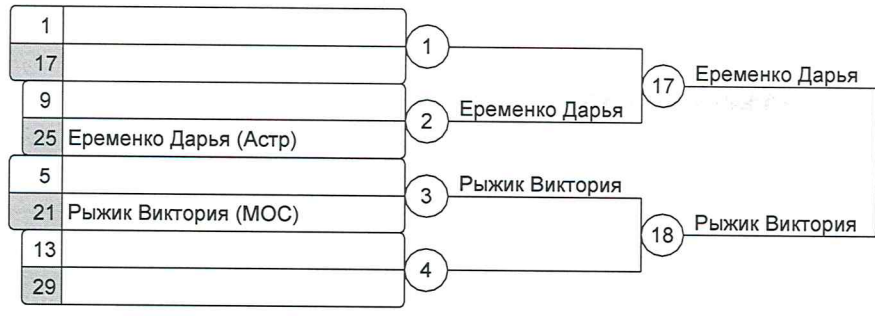 1
17
1
9
25 Еременко Дарья (Астр)
2 Еременко Дарья
17 Еременко Дарья
5
21 Рыжик Виктория (МОС)
3 Рыжик Виктория
13
29
4
18 Рыжик Виктория